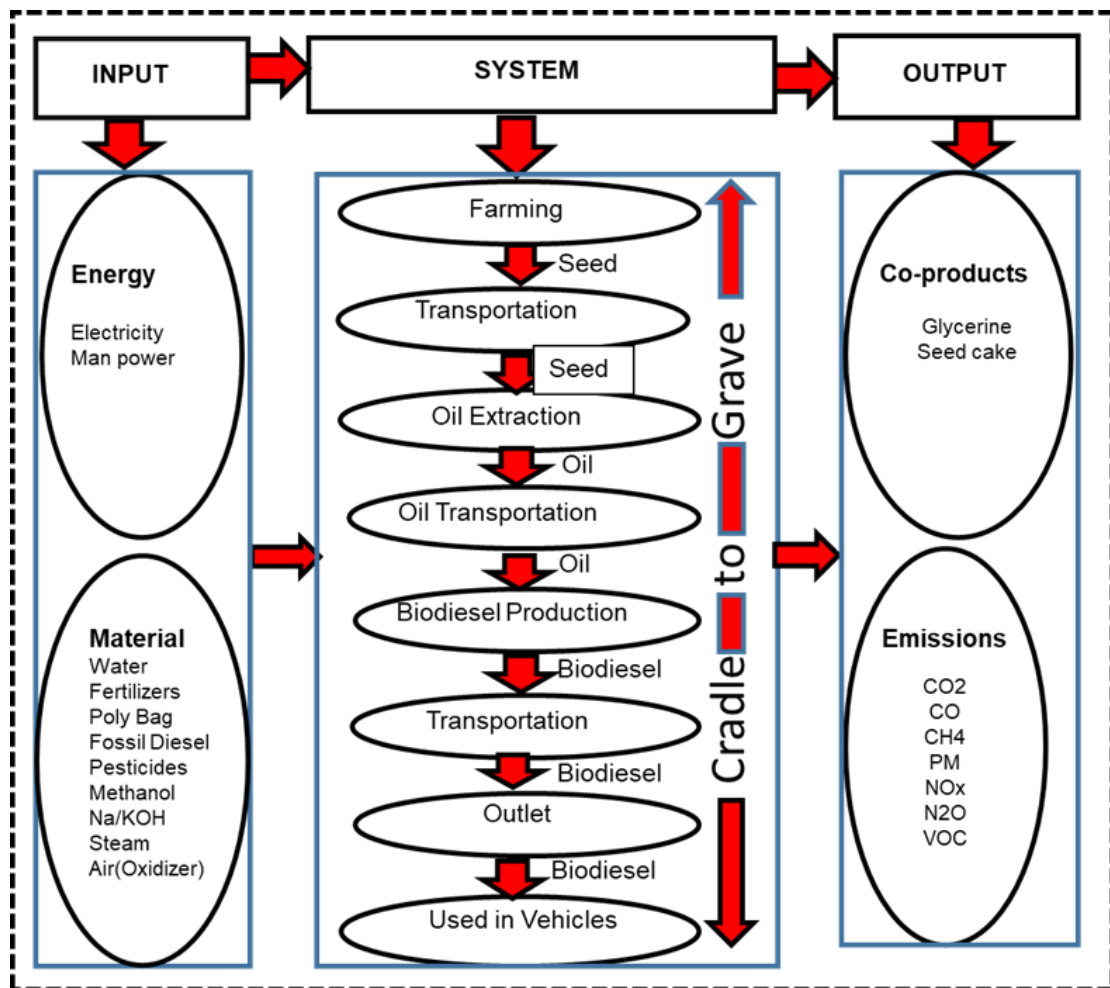 INPUT
SYSTEM
OUTPUT
Energy
Electricity
Man power
Material
Water
Fertilizers
Poly Bag
Fossil Diesel
Pesticides
Methanol
Na/KOH
Steam
Air(Oxidizer)
Farming
Seed
Transportation
Seed
Oil Extraction
Oil
Oil Transportation
Oil
Biodiesel Production
Biodiesel
Transportation
Biodiesel
Outlet
Biodiesel
Used in Vehicles
Cradle to Grave
Co-products
Glycerine
Seed cake
Emissions
CO2
CO
CH4
PM
NOx
N2O
VOC